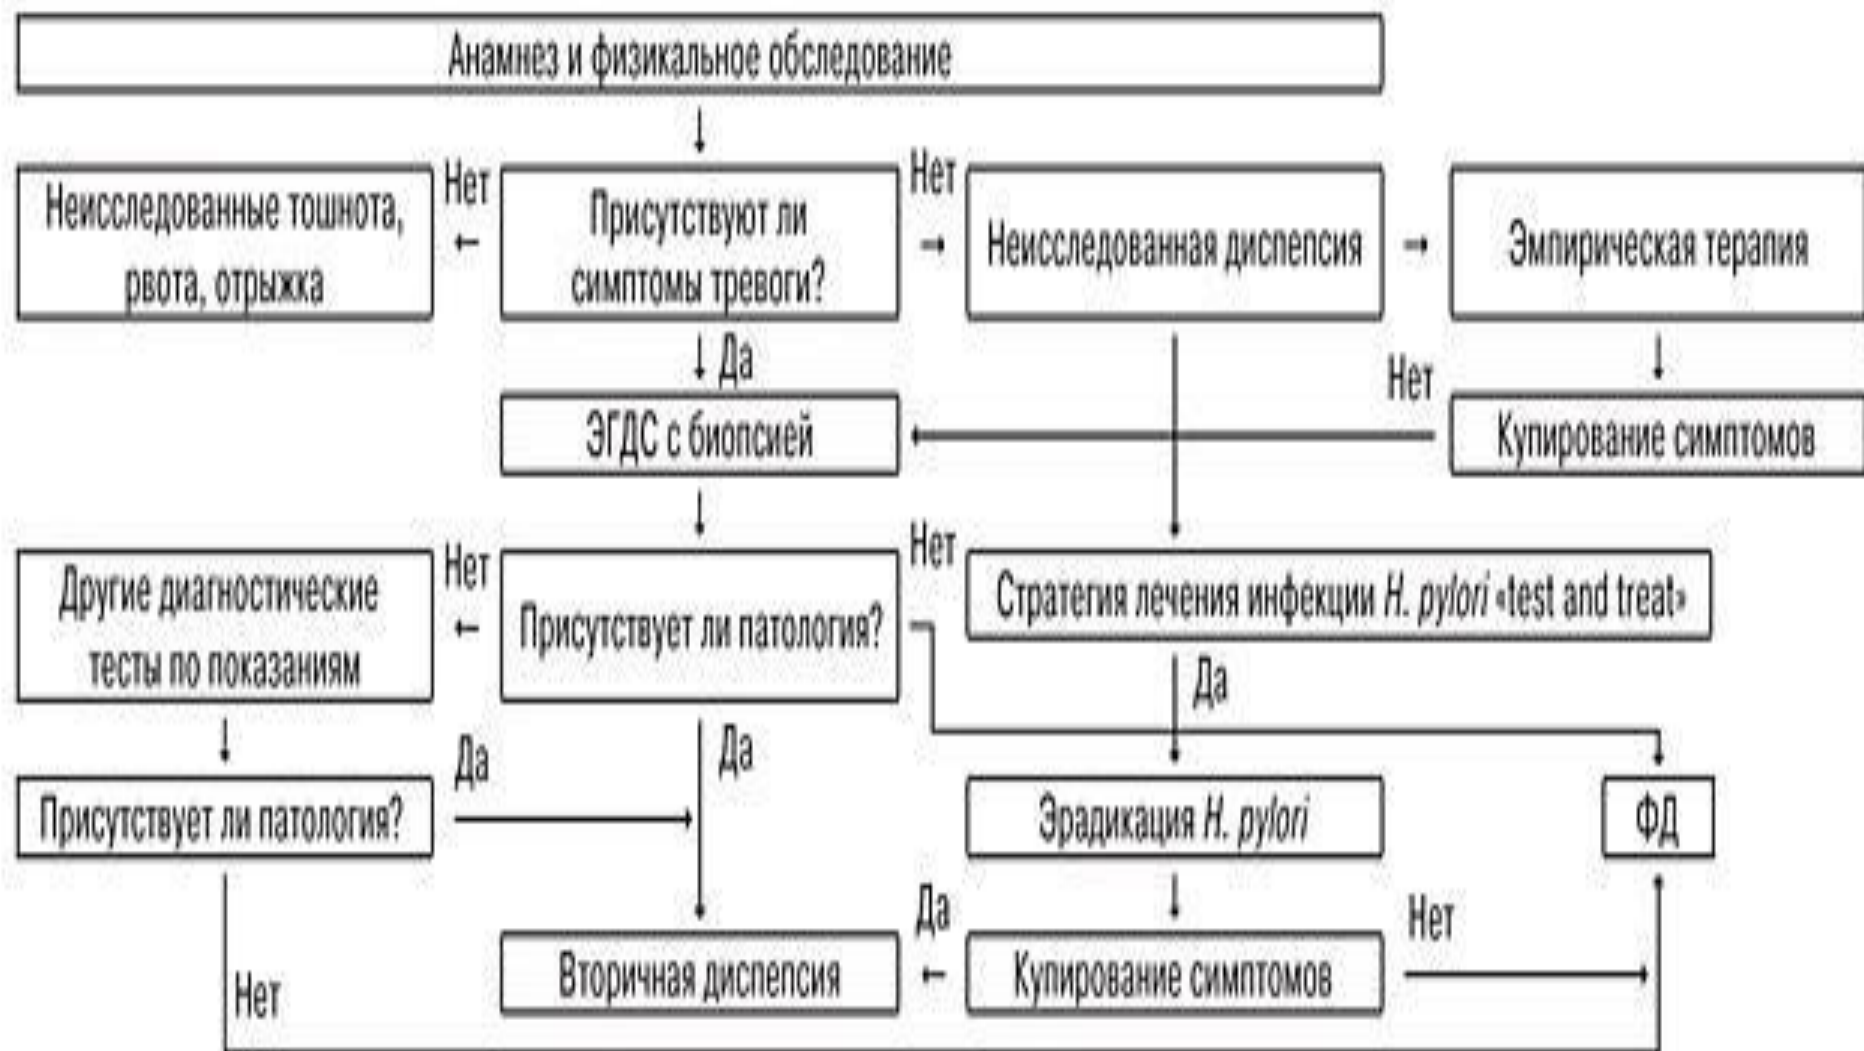 Анамнез и физикальное обследование
Неисследованные тошнота,
рвота, отрыжка
Нет
Присутствуют ли
симптомы тревоги?
Нет
Неисследованная диспепсия
Эмпирическая терапия
Да
Нет
ЭГДС с биопсией
Купирование симптомов
Другие диагностические
тесты по показаниям
Нет
Присутствует ли патология?
Нет
Стратегия лечения инфекции H. pylori «test and treat»
Да
Да
Да
Присутствует ли патология?
Эрадикация H. pylori
ФД
Да
Нет
Вторичная диспепсия
Купирование симптомов
Нет